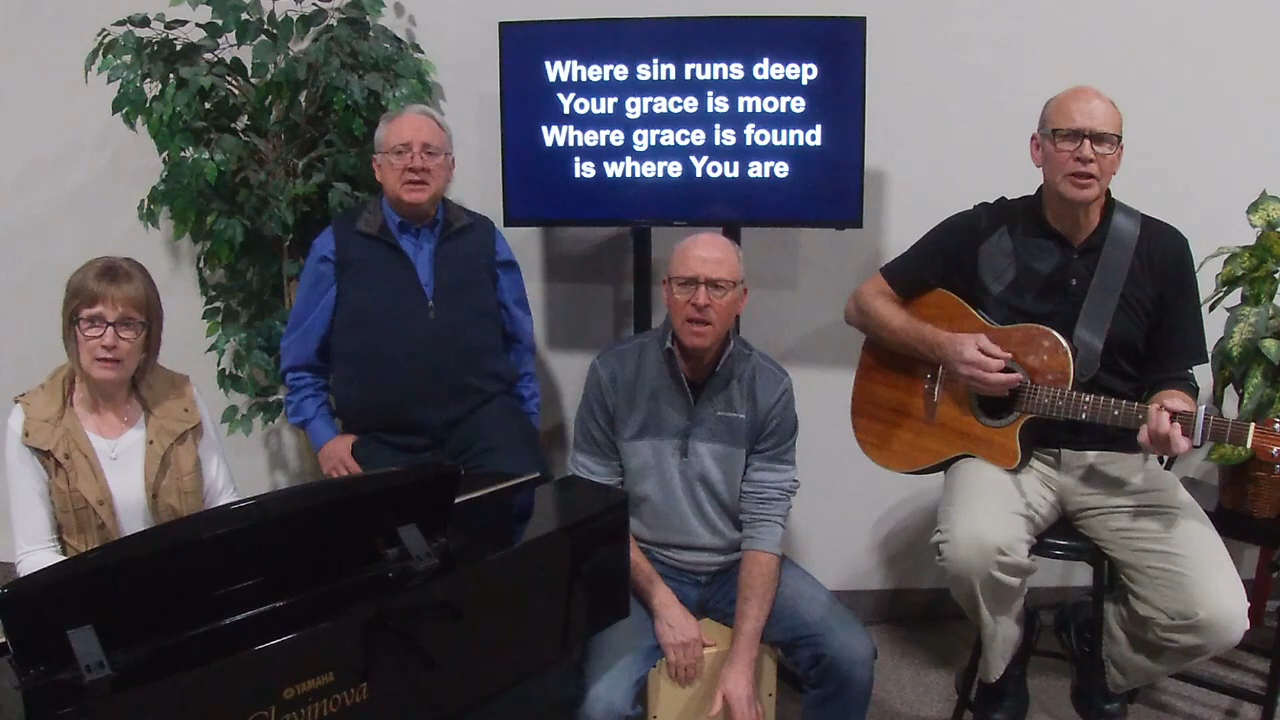 Where sin runs deep
Your grace is more
Where grace is found
is where You are
YAMAHA
Clavinova